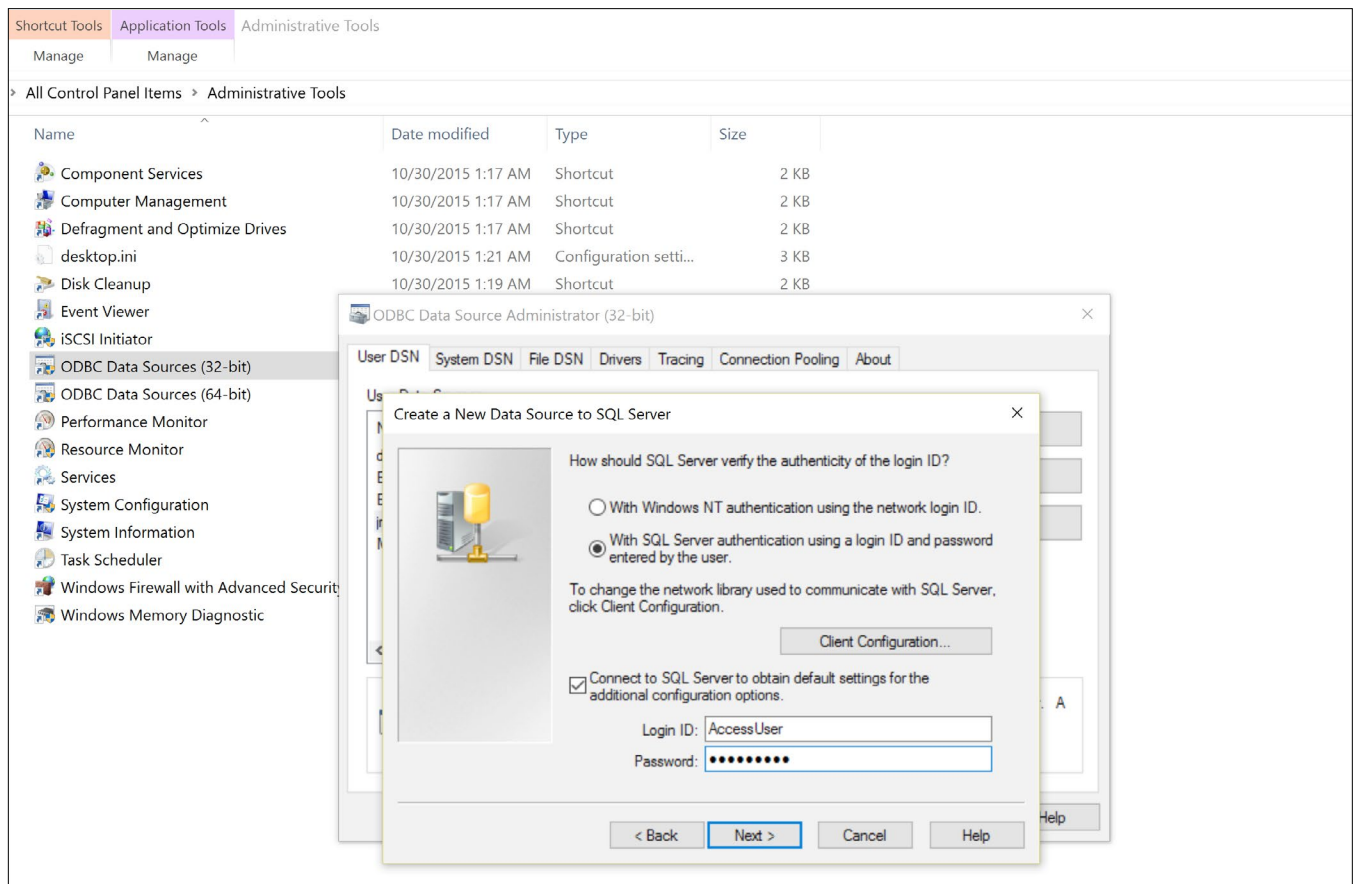 Shortcut Tools Application Tools Administrative Tools
Manage Manage
All Control Panel Items Administrative Tools
Name Date modified Type Size
Component Services 10/30/2015 1:17 AM Shortcut 2 KB
Computer Management 10/30/2015 1:17 AM Shortcut 2 KB
Defragment and Optimize Drives 10/30/2015 1:17 AM Shortcut 2 KB
desktop.ini 10/30/2015 1:21 AM Configuration setti... 3 KB
Disk Cleanup 10/30/2015 1:19 AM Shortcut 2 KB
Event Viewer
iSCSI Initiator
ODBC Data Sources (32-bit)
ODBC Data Sources (64-bit)
Performance Monitor
Resource Monitor
Services
System Configuration
System Information
Task Scheduler
Windows Firewall with Advanced Security
Windows Memory Diagnostic
ODBC Data Source Administrator (32-bit)
User DSN System DSN File DSN Drivers Tracing Connection Pooling About
Create a New Data Source to SQL Server
How should SQL Server verify the authenticity of the login ID?
With Windows NT authentication using the network login ID.
With SQL Server authentication using a login ID and password
entered by the user.
To change the network library used to communicate with SQL Server,
click Client Configuration.
Client Configuration...
Connect to SQL Server to obtain default settings for the
additional configuration options.
Login ID: AccessUser
Password: •••••••••
< Back Next > Cancel Help
A
Help